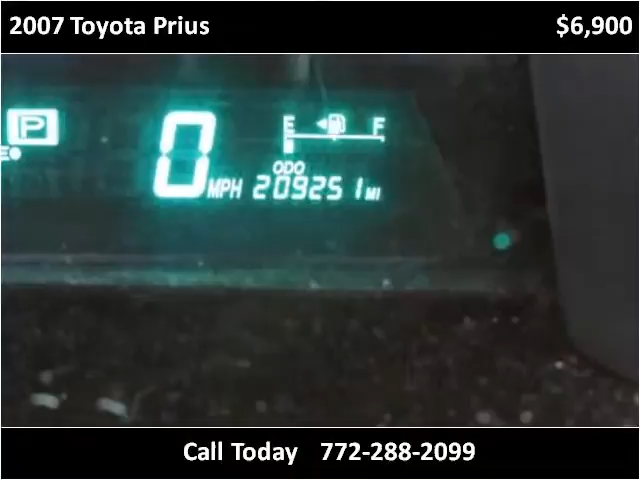 2007 Toyota Prius $6,900
P
E F
ODO
0 MPH 209251 MI
Call Today 772-288-2099